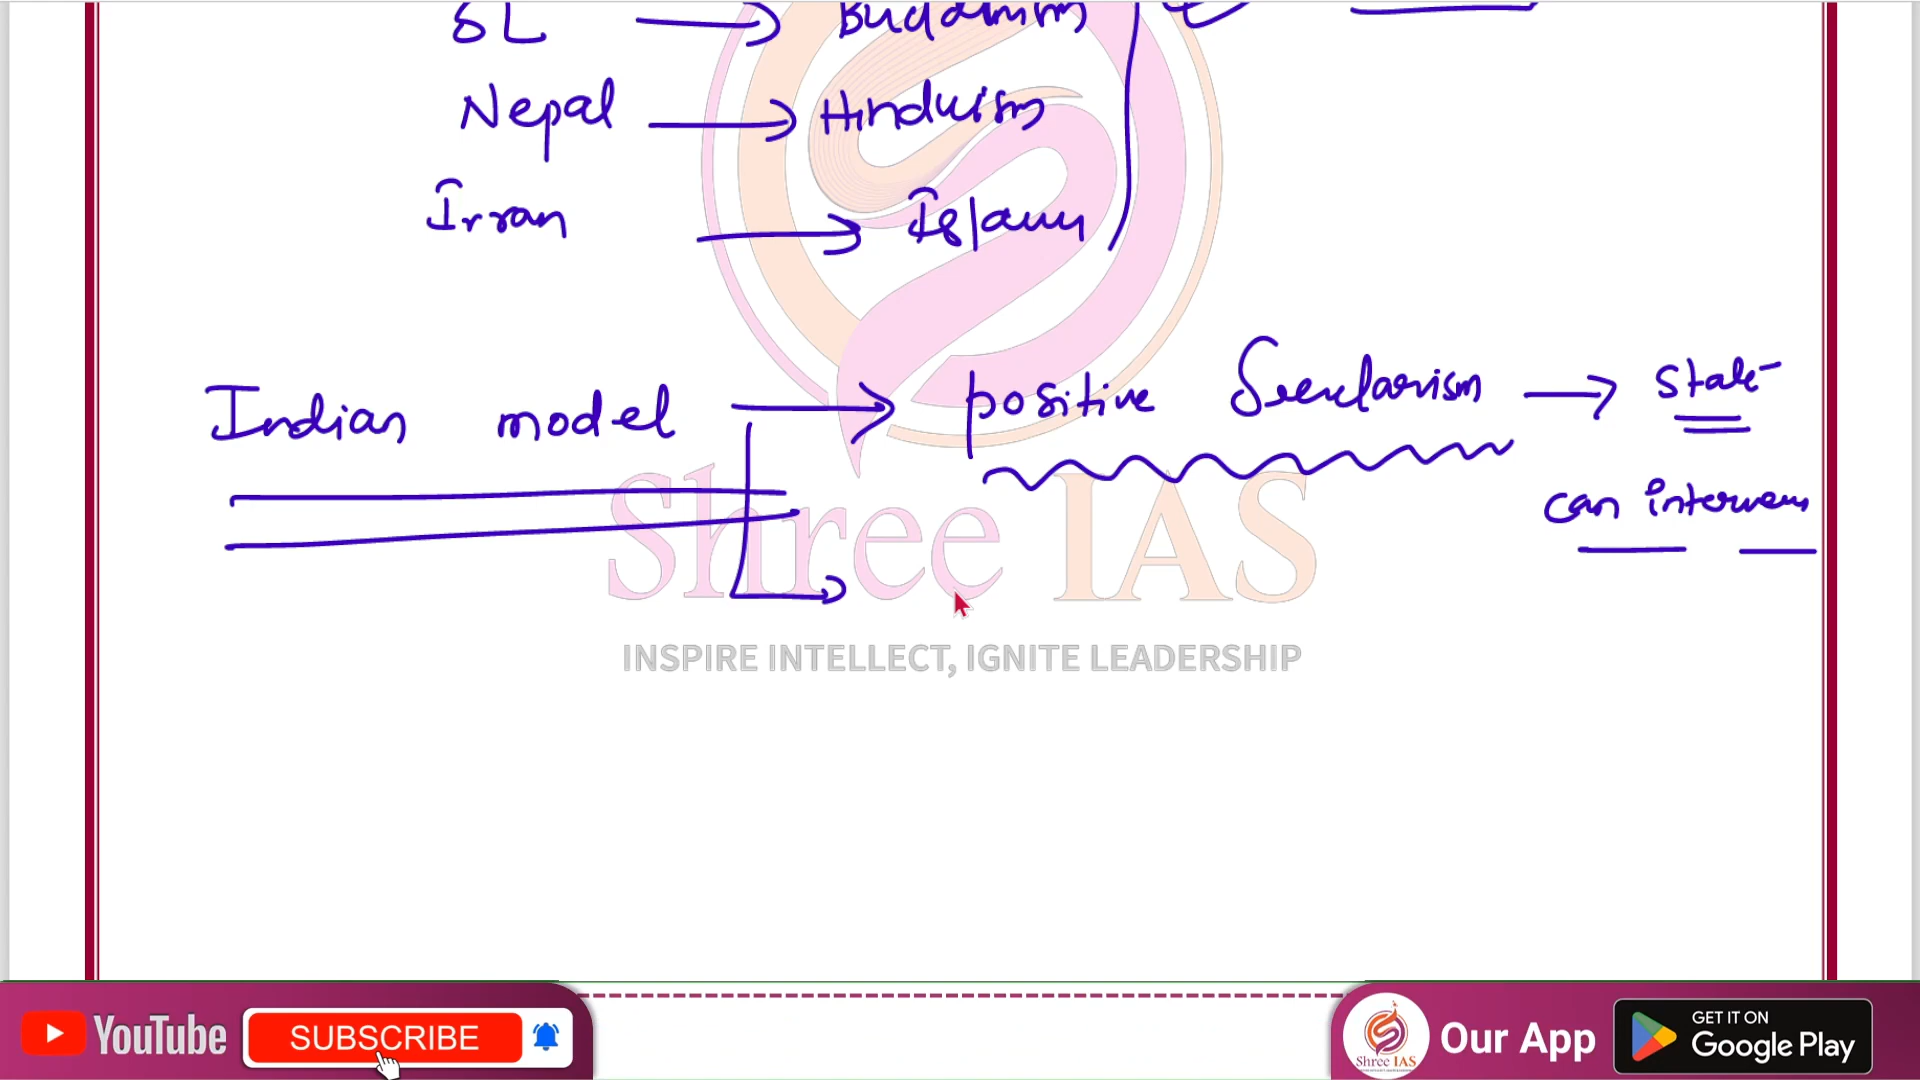 SL → Buddhism
Nepal → Hinduism
Irran → Islam
Indian model → positive Secularism → State
can intervene
Shree IAS
INSPIRE INTELLECT, IGNITE LEADERSHIP
YouTube SUBSCRIBE
Shree IAS
Our App
GET IT ON
Google Play